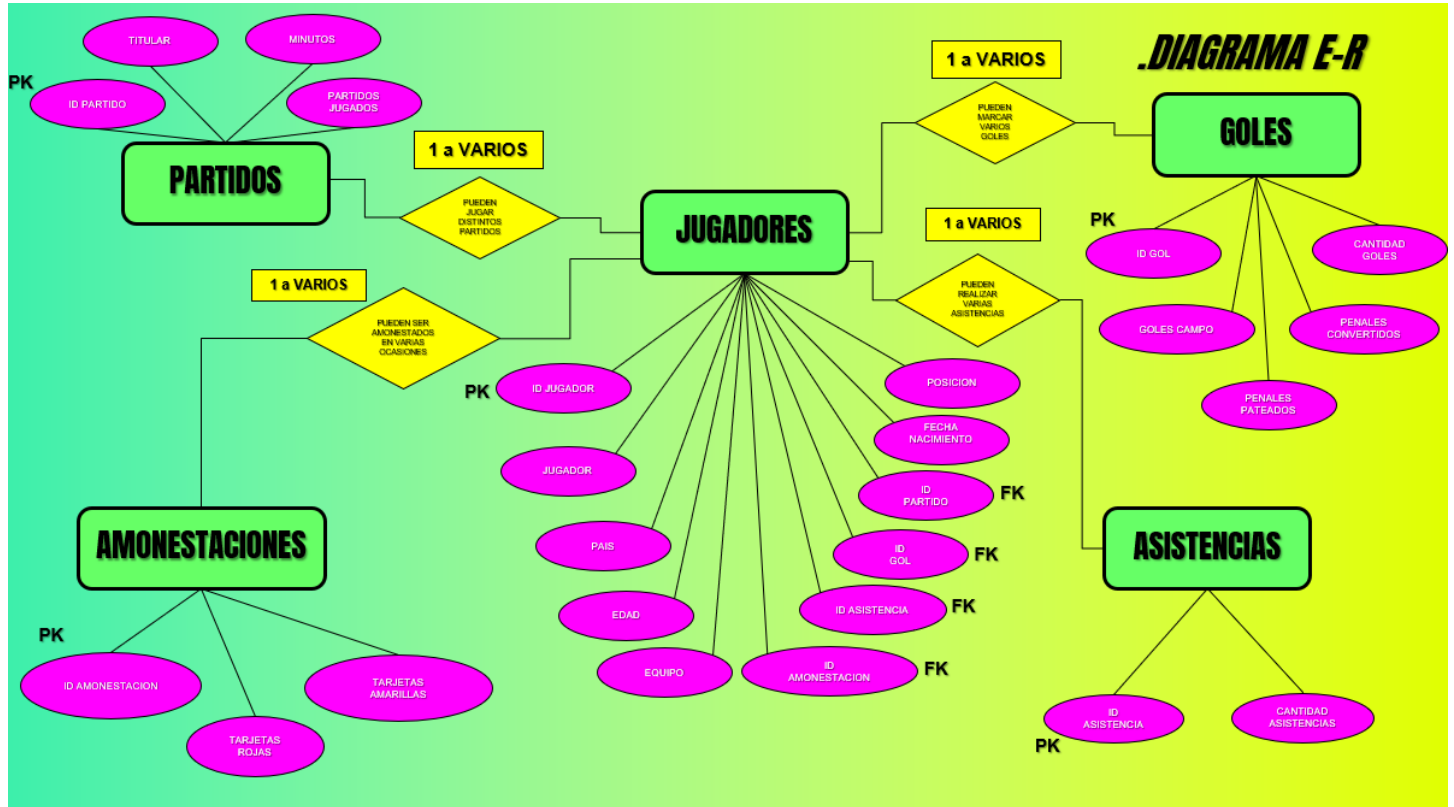 .DIAGRAMA E-R
TITULAR
MINUTOS
PK
ID PARTIDO
PARTIDOS
JUGADOS
PARTIDOS
1 a VARIOS
PUEDEN
JUGAR
DISTINTOS
PARTIDOS
1 a VARIOS
PUEDEN
MARCAR
VARIOS
GOLES
GOLES
PK
ID GOL
CANTIDAD
GOLES
GOLES CAMPO
PENALES
CONVERTIDOS
PENALES
PATEADOS
JUGADORES
1 a VARIOS
PUEDEN
REALIZAR
VARIAS
ASISTENCIAS
1 a VARIOS
PUEDEN SER
AMONESTADOS
EN VARIAS
OCASIONES
PK
ID JUGADOR
JUGADOR
PAIS
EDAD
EQUIPO
POSICION
FECHA
NACIMIENTO
ID
PARTIDO
FK
ID
GOL
FK
ID ASISTENCIA
FK
ID
AMONESTACION
FK
AMONESTACIONES
PK
ID AMONESTACION
TARJETAS
AMARILLAS
TARJETAS
ROJAS
ASISTENCIAS
ID
ASISTENCIA
PK
CANTIDAD
ASISTENCIAS